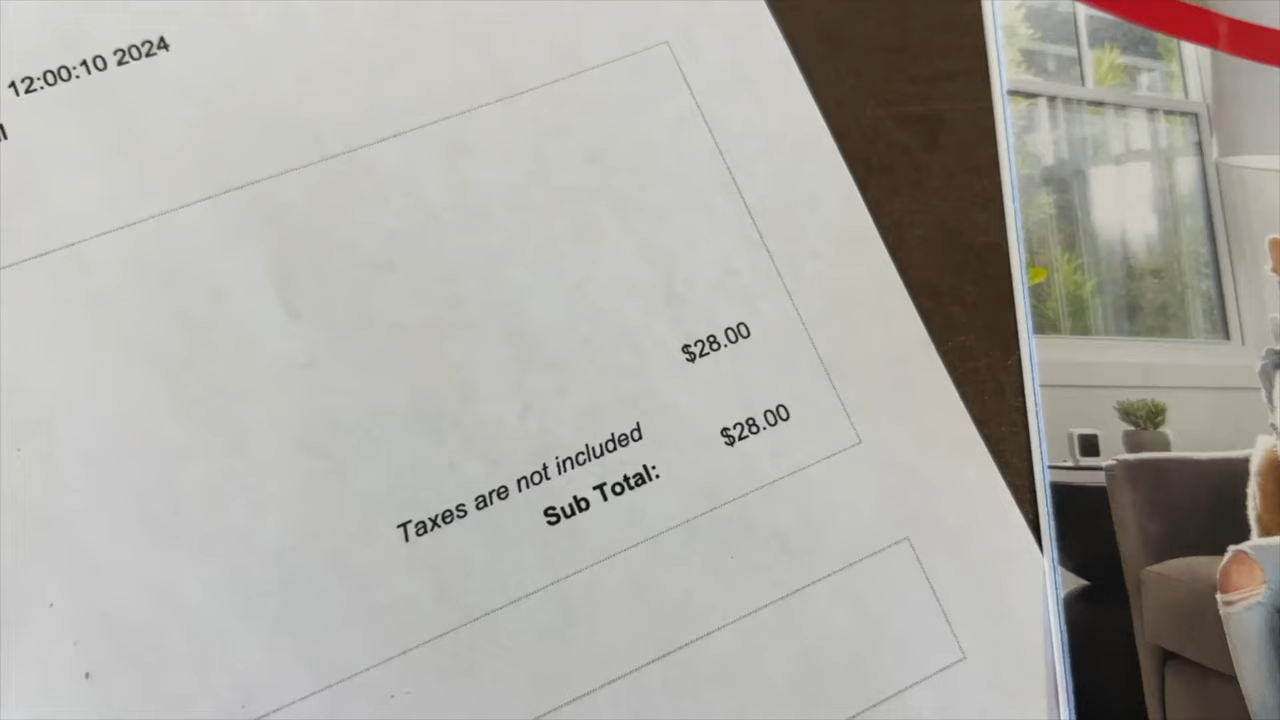 12:00:10 2024
$28.00
Taxes are not included
Sub Total: $28.00